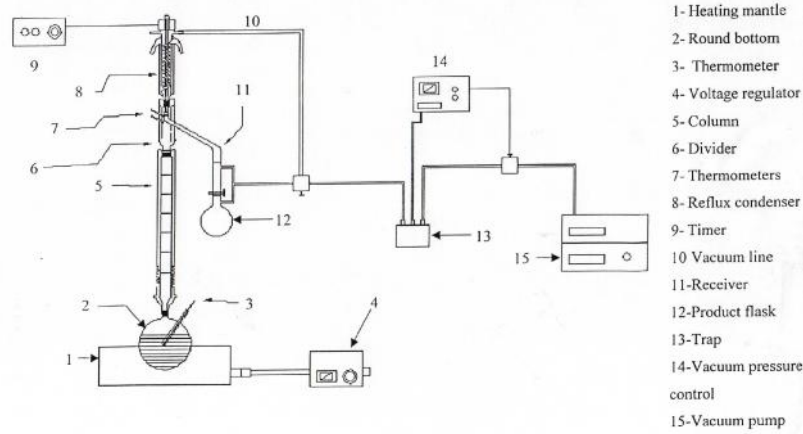 10
14
9
11
8
7
6
5
12
13
15
2
3
4
1
1- Heating mantle
2- Round bottom
3- Thermometer
4- Voltage regulator
5- Column
6- Divider
7- Thermometers
8- Reflux condenser
9- Timer
10 Vacuum line
11-Receiver
12-Product flask
13-Trap
14-Vacuum pressure
control
15-Vacuum pump